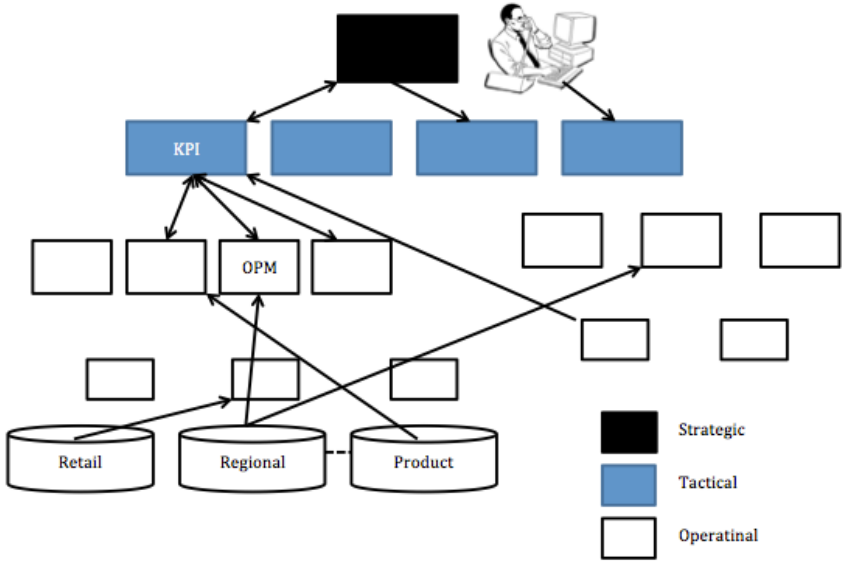 KPI
OPM
Retail
Regional
Product
Strategic
Tactical
Operatinal